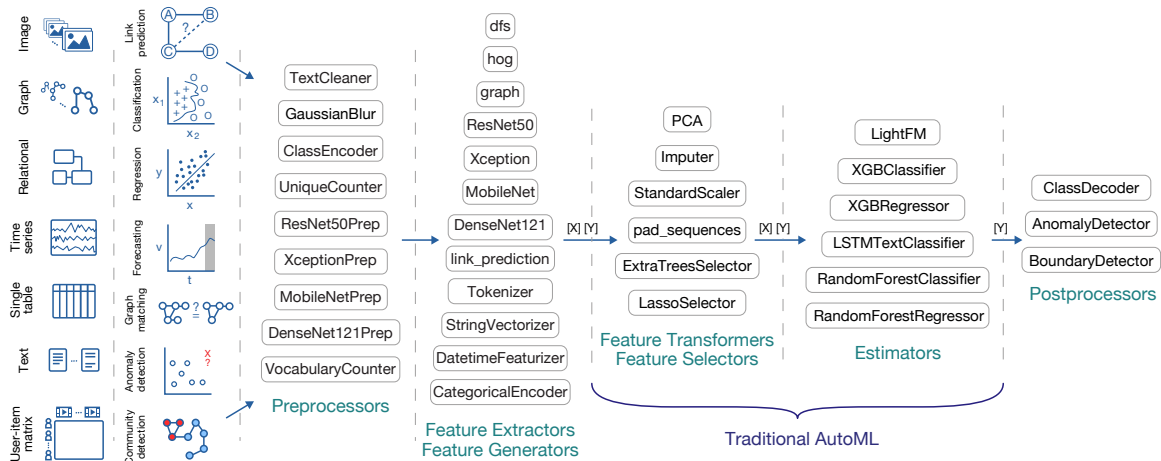 Image
Graph
Relational
Time
series
Single
table
Text
User-item
matrix
Link
prediction
A
B
?
C
D
Classification
x1
x2
Regression
y
x
Forecasting
v
t
Graph
matching
?
=
Anomaly
detection
X
?
Community
detection
TextCleaner
GaussianBlur
ClassEncoder
UniqueCounter
ResNet50Prep
XceptionPrep
MobileNetPrep
DenseNet121Prep
VocabularyCounter
Preprocessors
dfs
hog
graph
ResNet50
Xception
MobileNet
DenseNet121
link_prediction
Tokenizer
StringVectorizer
DatetimeFeaturizer
CategoricalEncoder
Feature Extractors
Feature Generators
[X] [Y]
PCA
Imputer
StandardScaler
pad_sequences
ExtraTreesSelector
LassoSelector
Feature Transformers
Feature Selectors
[X] [Y]
LightFM
XGBClassifier
XGBRegressor
LSTMTextClassifier
RandomForestClassifier
RandomForestRegressor
Estimators
[Y]
ClassDecoder
AnomalyDetector
BoundaryDetector
Postprocessors
Traditional AutoML